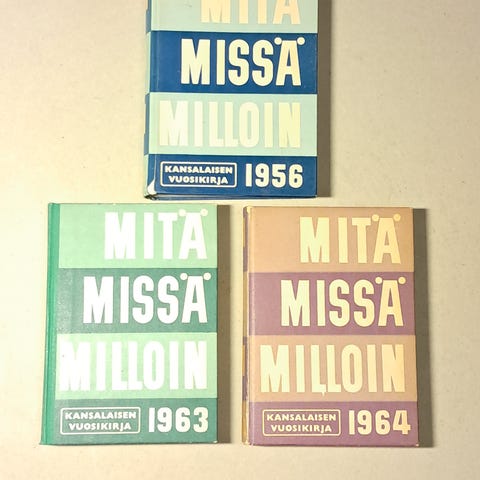 MITÄ
MISSÄ
MILLOIN
KANSALAISEN
VUOSIKIRJA 1956
MITÄ
MISSÄ
MILLOIN
KANSALAISEN
VUOSIKIRJA 1963
MITÄ
MISSÄ
MILLOIN
KANSALAISEN
VUOSIKIRJA 1964